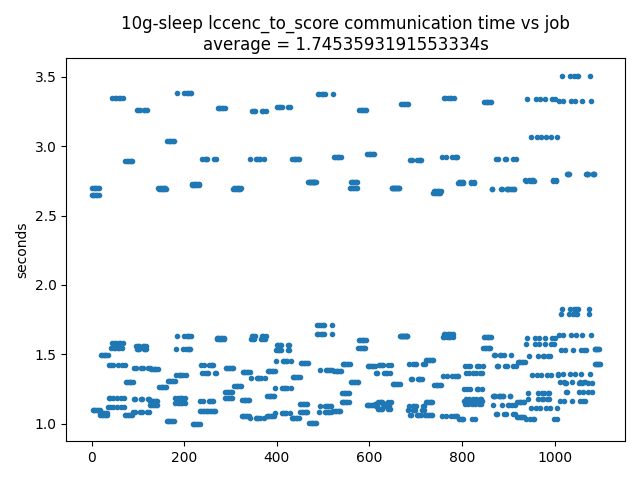 10g-sleep lccenc_to_score communication time vs job
average = 1.7453593191553334s
3.5
3.0
2.5
seconds
2.0
1.5
1.0
0 200 400 600 800 1000